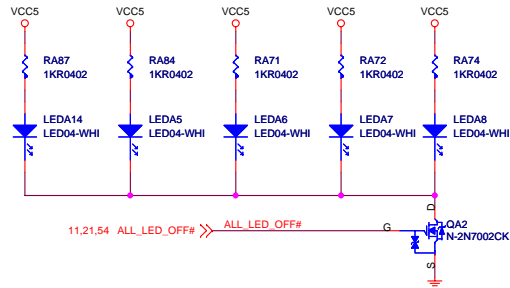 VCC5 VCC5 VCC5 VCC5 VCC5
RA87 RA84 RA71 RA72 RA74
1KR0402 1KR0402 1KR0402 1KR0402 1KR0402
LEDA14 LEDA5 LEDA6 LEDA7 LEDA8
LED04-WHI LED04-WHI LED04-WHI LED04-WHI LED04-WHI
D
11,21,54 ALL_LED_OFF# ALL_LED_OFF# G QA2
N-2N7002CK
S